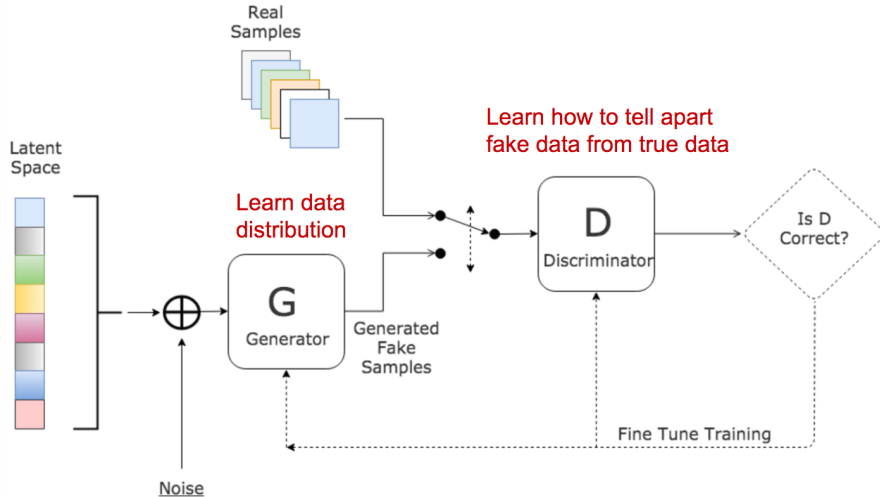 Real
Samples
Learn how to tell apart
fake data from true data
Latent
Space
Learn data
distribution
G
Generator
Generated
Fake
Samples
D
Discriminator
Is D
Correct?
Fine Tune Training
Noise